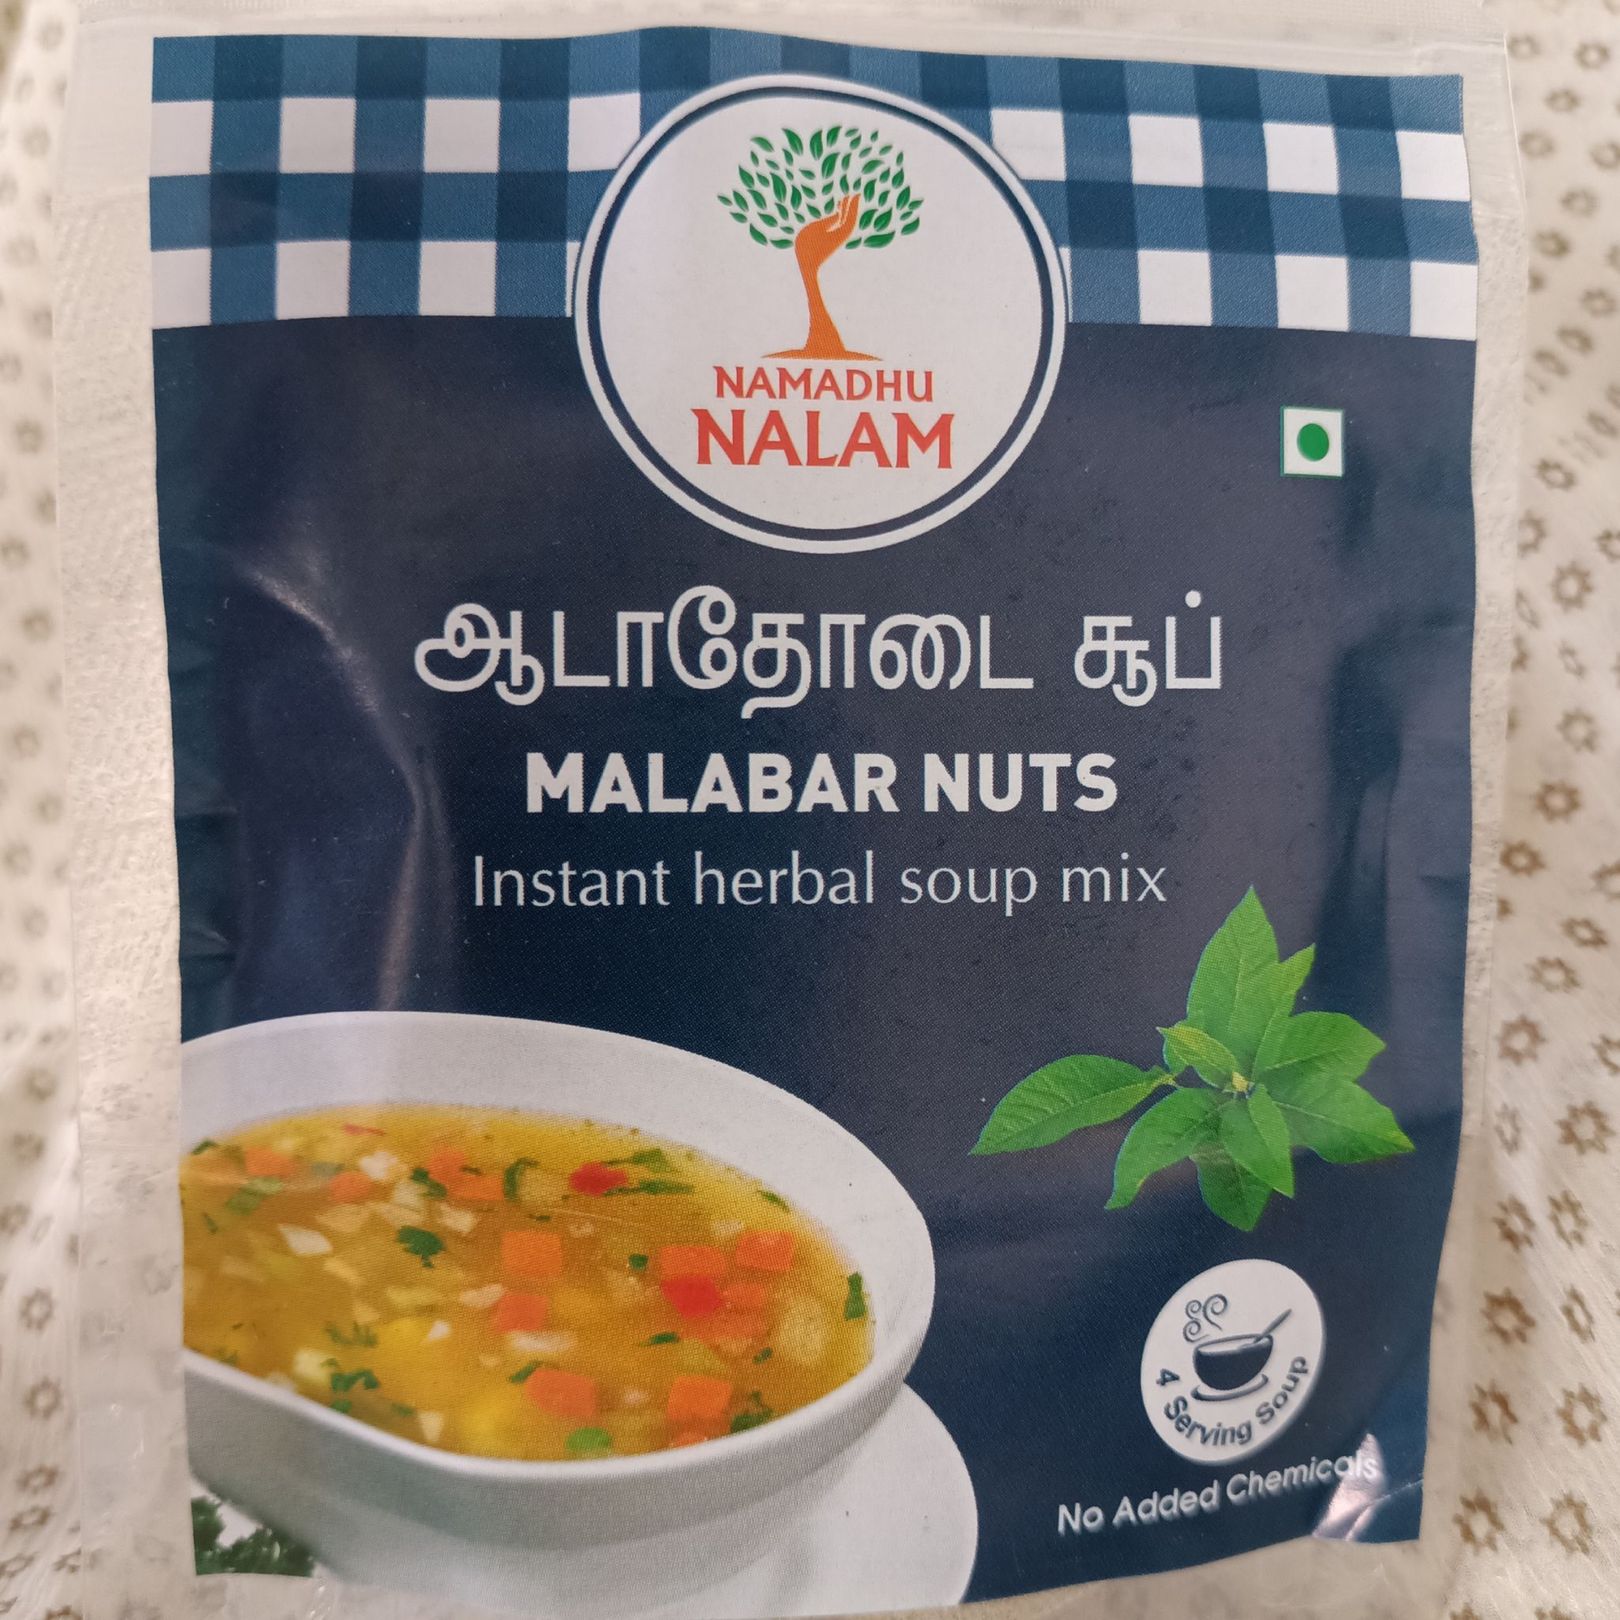 NAMADHU
NALAM
ஆடாதோடை சூப்
MALABAR NUTS
Instant herbal soup mix
4 Serving Soup
No Added Chemicals